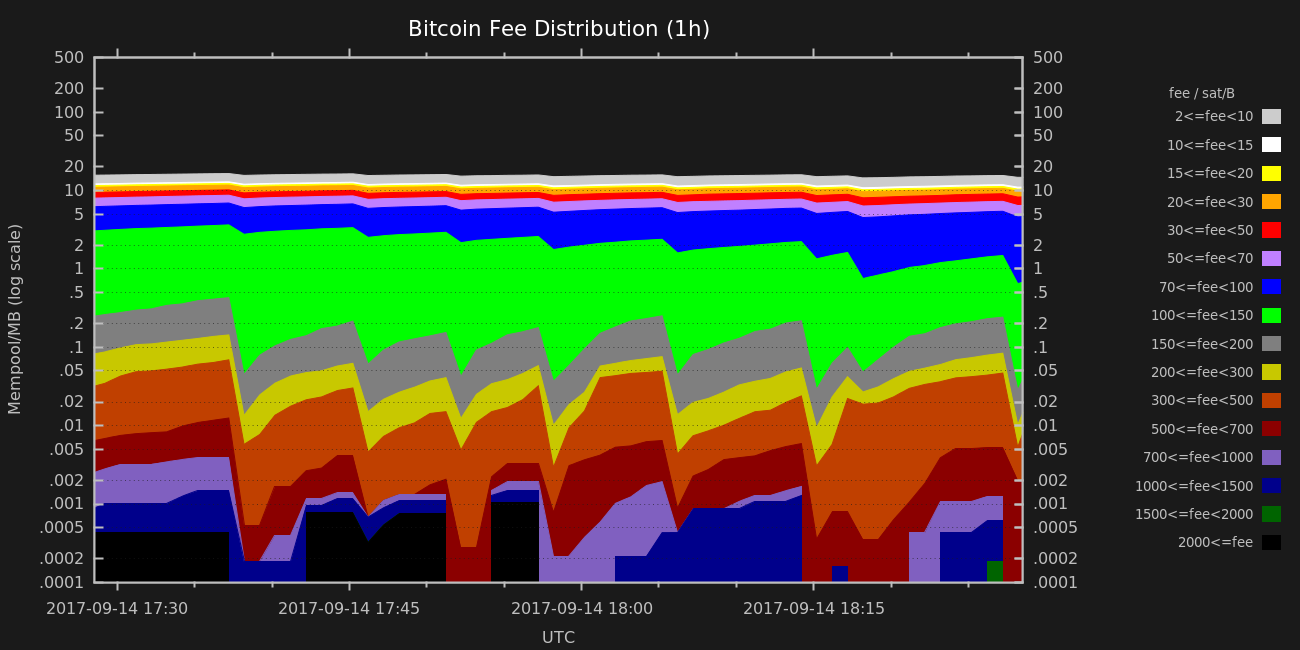 Bitcoin Fee Distribution (1h)
500 500
200 200
100 100
50 50
20 20
10 10
5 5
2 2
1 1
.5 .5
.2 .2
.1 .1
.05 .05
.02 .02
.01 .01
.005 .005
.002 .002
.001 .001
.0005 .0005
.0002 .0002
.0001 .0001
Mempool/MB (log scale)
2017-09-14 17:30 2017-09-14 17:45 2017-09-14 18:00 2017-09-14 18:15
UTC
fee / sat/B
2<=fee<10
10<=fee<15
15<=fee<20
20<=fee<30
30<=fee<50
50<=fee<70
70<=fee<100
100<=fee<150
150<=fee<200
200<=fee<300
300<=fee<500
500<=fee<700
700<=fee<1000
1000<=fee<1500
1500<=fee<2000
2000<=fee